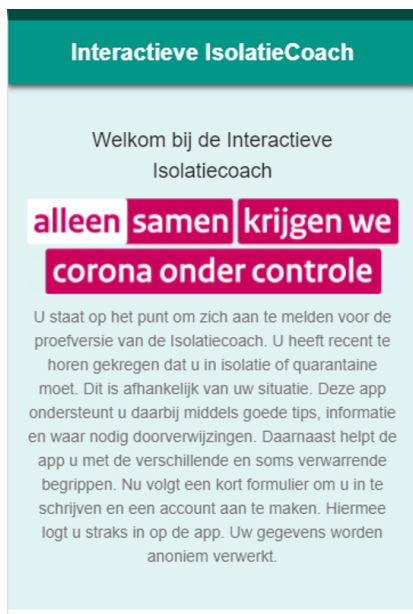 Interactieve IsolatieCoach
Welkom bij de Interactieve
Isolatiecoach
alleen samen krijgen we
corona onder controle
U staat op het punt om zich aan te melden voor de
proefversie van de Isolatiecoach. U heeft recent te
horen gekregen dat u in isolatie of quarantaine
moet. Dit is afhankelijk van uw situatie. Deze app
ondersteunt u daarbij middels goede tips, informatie
en waar nodig doorverwijzingen. Daarnaast helpt de
app u met de verschillende en soms verwarrende
begrippen. Nu volgt een kort formulier om u in te
schrijven en een account aan te maken. Hiermee
logt u straks in op de app. Uw gegevens worden
anoniem verwerkt.